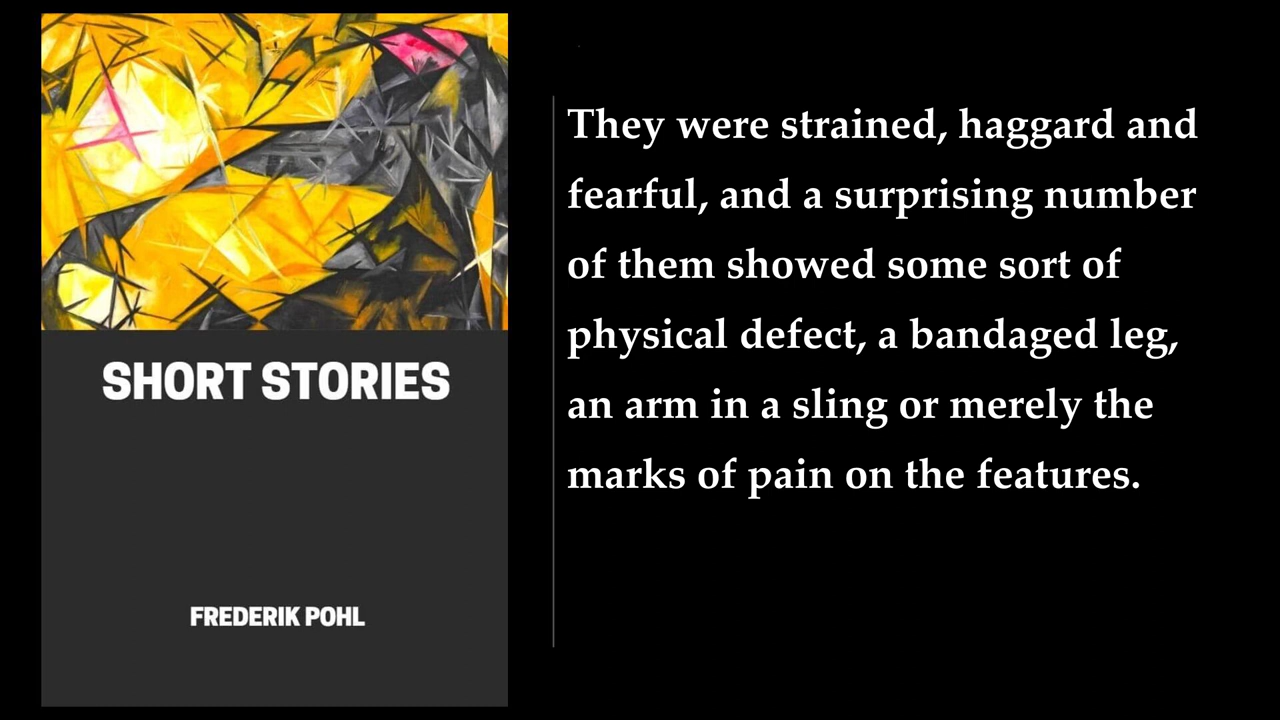 SHORT STORIES
FREDERIK POHL
They were strained, haggard and
fearful, and a surprising number
of them showed some sort of
physical defect, a bandaged leg,
an arm in a sling or merely the
marks of pain on the features.